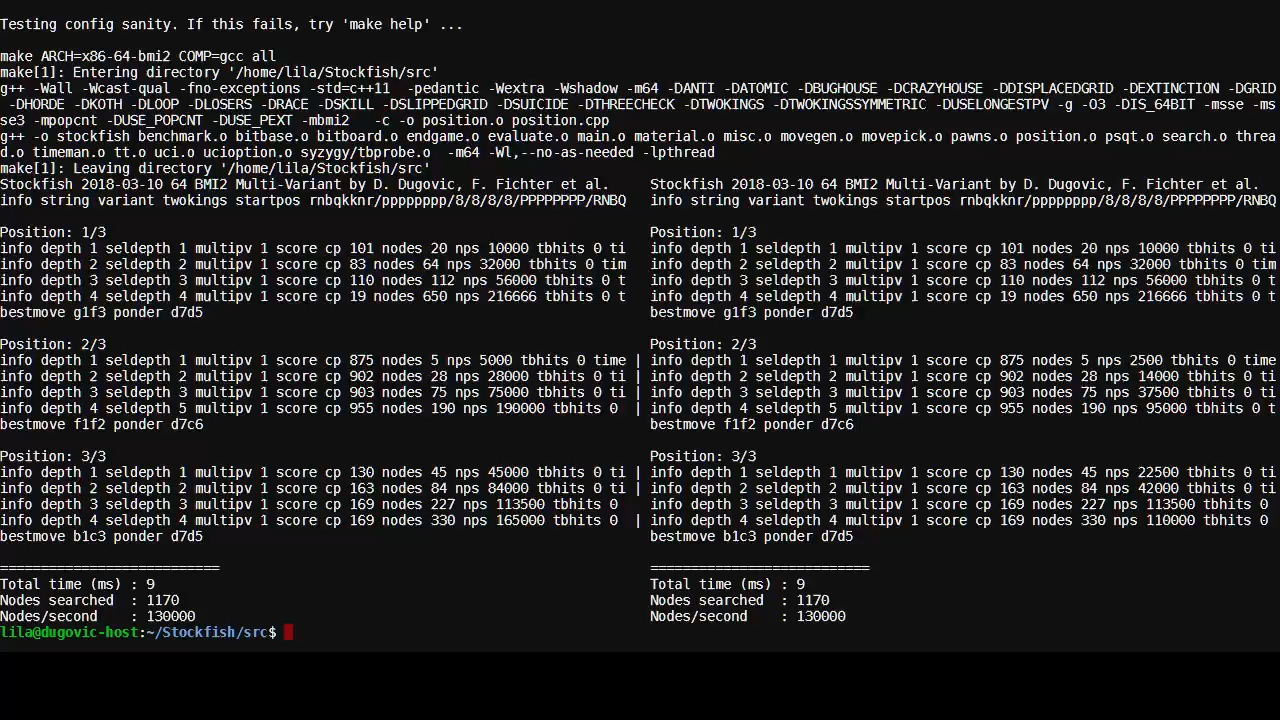 Testing config sanity. If this fails, try 'make help' ...
make ARCH=x86-64-bmi2 COMP=gcc all
make[1]: Entering directory '/home/lila/Stockfish/src'
g++ -Wall -Wcast-qual -fno-exceptions -std=c++11  -pedantic -Wextra -Wshadow -m64 -DANTI -DATOMIC -DBUGHOUSE -DCRAZYHOUSE -DDISPLACEDGRID -DEXTINCTION -DGRID
 -DHORDE -DKOTH -DLOOP -DLOSERS -DRACE -DSKILL -DSLIPPEDGRID -DSUICIDE -DTHREECHECK -DTWOKINGS -DTWOKINGSSYMMETRIC -DUSELONGESTPV -g -O3 -DIS_64BIT -msse -ms
se3 -mpopcnt -DUSE_POPCNT -DUSE_PEXT -mbmi2   -c -o position.o position.cpp
g++ -o stockfish benchmark.o bitbase.o bitboard.o endgame.o evaluate.o main.o material.o misc.o movegen.o movepick.o pawns.o position.o psqt.o search.o threa
d.o timeman.o tt.o uci.o ucioption.o syzygy/tbprobe.o  -m64 -Wl,--no-as-needed -lpthread
make[1]: Leaving directory '/home/lila/Stockfish/src'
Stockfish 2018-03-10 64 BMI2 Multi-Variant by D. Dugovic, F. Fichter et al.     Stockfish 2018-03-10 64 BMI2 Multi-Variant by D. Dugovic, F. Fichter et al.
info string variant twokings startpos rnbqkknr/pppppppp/8/8/8/8/PPPPPPPP/RNBQ   info string variant twokings startpos rnbqkknr/pppppppp/8/8/8/8/PPPPPPPP/RNBQ
Position: 1/3   Position: 1/3
info depth 1 seldepth 1 multipv 1 score cp 101 nodes 20 nps 10000 tbhits 0 ti   info depth 1 seldepth 1 multipv 1 score cp 101 nodes 20 nps 10000 tbhits 0 ti
info depth 2 seldepth 2 multipv 1 score cp 83 nodes 64 nps 32000 tbhits 0 tim   info depth 2 seldepth 2 multipv 1 score cp 83 nodes 64 nps 32000 tbhits 0 tim
info depth 3 seldepth 3 multipv 1 score cp 110 nodes 112 nps 56000 tbhits 0 t   info depth 3 seldepth 3 multipv 1 score cp 110 nodes 112 nps 56000 tbhits 0 t
info depth 4 seldepth 4 multipv 1 score cp 19 nodes 650 nps 216666 tbhits 0 t   info depth 4 seldepth 4 multipv 1 score cp 19 nodes 650 nps 216666 tbhits 0 t
bestmove g1f3 ponder d7d5   bestmove g1f3 ponder d7d5
Position: 2/3   Position: 2/3
info depth 1 seldepth 1 multipv 1 score cp 875 nodes 5 nps 5000 tbhits 0 time | info depth 1 seldepth 1 multipv 1 score cp 875 nodes 5 nps 2500 tbhits 0 time
info depth 2 seldepth 2 multipv 1 score cp 902 nodes 28 nps 28000 tbhits 0 ti | info depth 2 seldepth 2 multipv 1 score cp 902 nodes 28 nps 14000 tbhits 0 ti
info depth 3 seldepth 3 multipv 1 score cp 903 nodes 75 nps 75000 tbhits 0 ti | info depth 3 seldepth 3 multipv 1 score cp 903 nodes 75 nps 37500 tbhits 0 ti
info depth 4 seldepth 5 multipv 1 score cp 955 nodes 190 nps 190000 tbhits 0  | info depth 4 seldepth 5 multipv 1 score cp 955 nodes 190 nps 95000 tbhits 0 t
bestmove f1f2 ponder d7c6   bestmove f1f2 ponder d7c6
Position: 3/3   Position: 3/3
info depth 1 seldepth 1 multipv 1 score cp 130 nodes 45 nps 45000 tbhits 0 ti | info depth 1 seldepth 1 multipv 1 score cp 130 nodes 45 nps 22500 tbhits 0 ti
info depth 2 seldepth 2 multipv 1 score cp 163 nodes 84 nps 84000 tbhits 0 ti | info depth 2 seldepth 2 multipv 1 score cp 163 nodes 84 nps 42000 tbhits 0 ti
info depth 3 seldepth 3 multipv 1 score cp 169 nodes 227 nps 113500 tbhits 0    info depth 3 seldepth 3 multipv 1 score cp 169 nodes 227 nps 113500 tbhits 0
info depth 4 seldepth 4 multipv 1 score cp 169 nodes 330 nps 165000 tbhits 0  | info depth 4 seldepth 4 multipv 1 score cp 169 nodes 330 nps 110000 tbhits 0
bestmove b1c3 ponder d7d5   bestmove b1c3 ponder d7d5
===========================   ===========================
Total time (ms) : 9   Total time (ms) : 9
Nodes searched  : 1170   Nodes searched  : 1170
Nodes/second    : 130000   Nodes/second    : 130000
lila@dugovic-host:~/Stockfish/src$